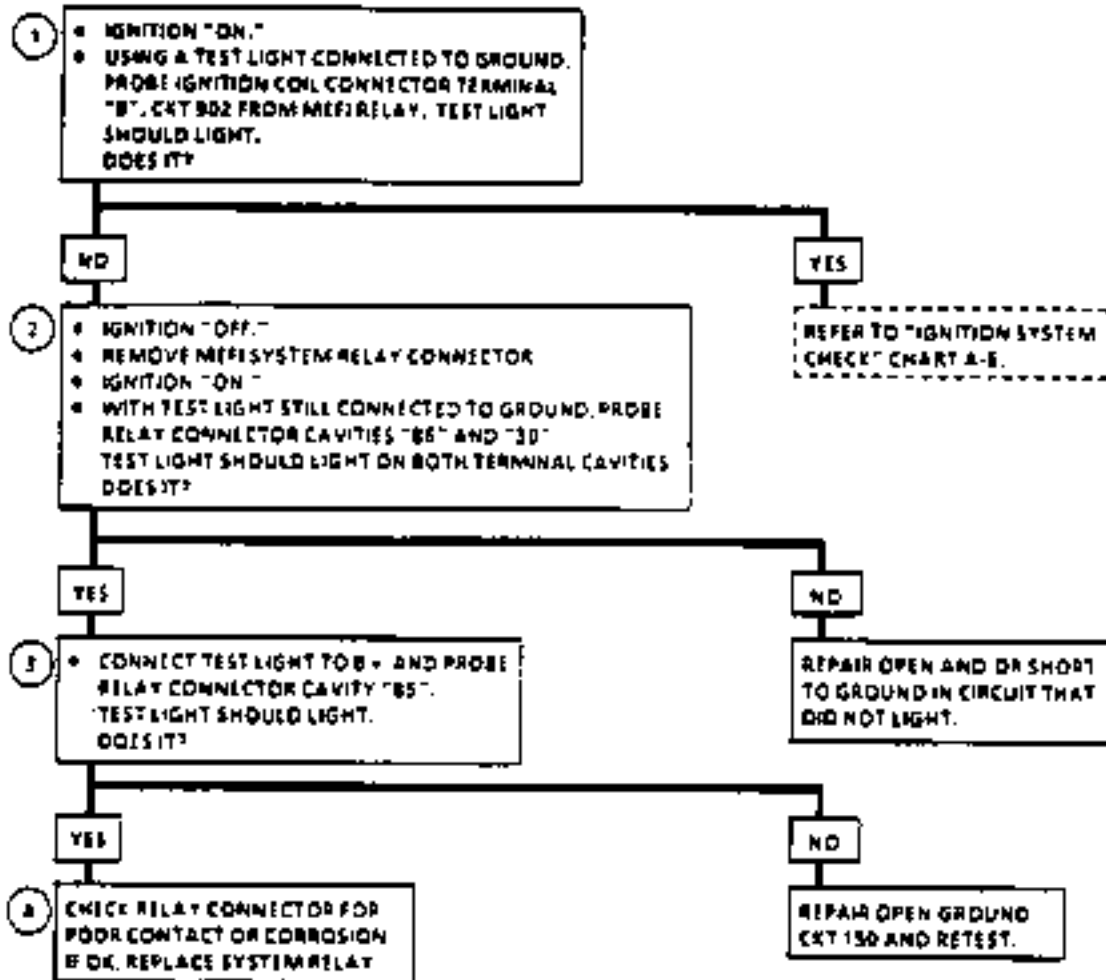 1
• IGNITION "ON."
• USING A TEST LIGHT CONNECTED TO GROUND,
PROBE IGNITION COIL CONNECTOR TERMINAL
"B", CKT 902 FROM MEFI RELAY. TEST LIGHT
SHOULD LIGHT.
DOES IT?
NO
YES
2
• IGNITION "OFF."
• REMOVE MEFI SYSTEM RELAY CONNECTOR
• IGNITION "ON"
• WITH TEST LIGHT STILL CONNECTED TO GROUND, PROBE
RELAY CONNECTOR CAVITIES "86" AND "30"
TEST LIGHT SHOULD LIGHT ON BOTH TERMINAL CAVITIES
DOES IT?
REFER TO "IGNITION SYSTEM
CHECK" CHART A-6.
YES
NO
3
• CONNECT TEST LIGHT TO B + AND PROBE
RELAY CONNECTOR CAVITY "85".
TEST LIGHT SHOULD LIGHT.
DOES IT?
REPAIR OPEN AND OR SHORT
TO GROUND IN CIRCUIT THAT
DID NOT LIGHT.
YES
NO
4
CHECK RELAY CONNECTOR FOR
POOR CONTACT OR CORROSION
IF OK, REPLACE SYSTEM RELAY
REPAIR OPEN GROUND
CKT 150 AND RETEST.